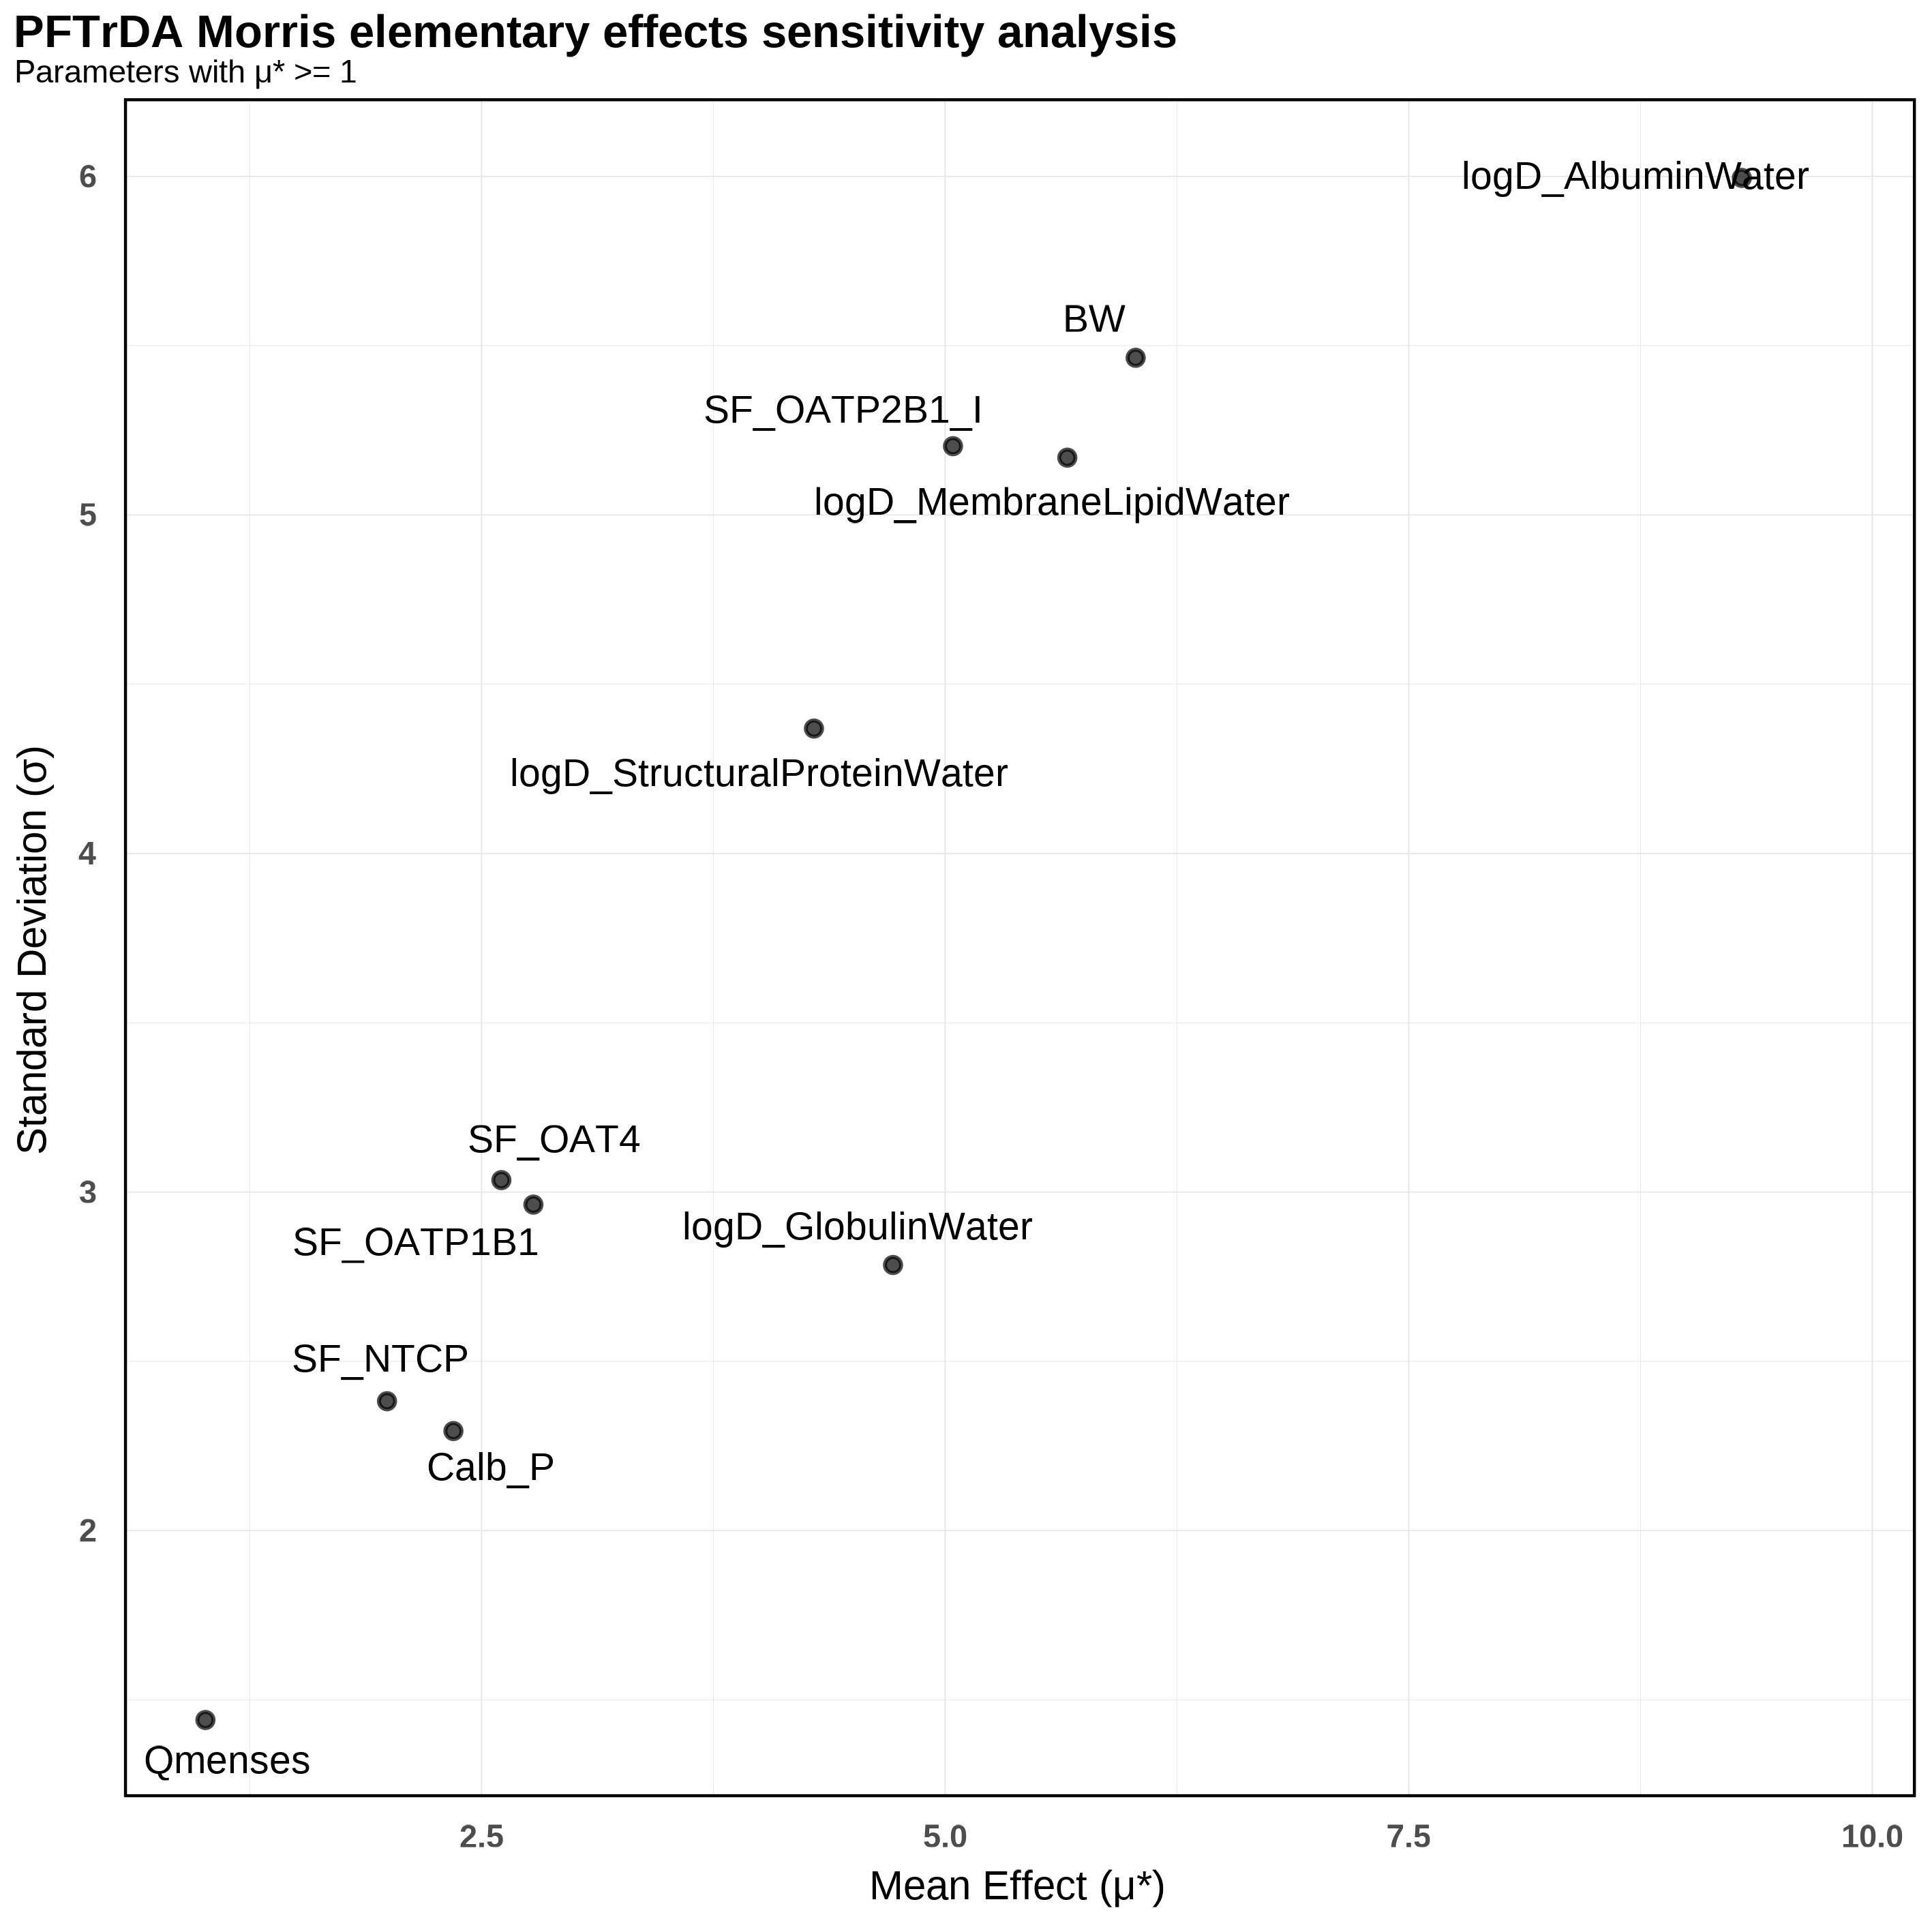 PFTrDA Morris elementary effects sensitivity analysis
Parameters with μ* >= 1
6
logD_AlbuminWater
BW
SF_OATP2B1_I
logD_MembraneLipidWater
5
logD_StructuralProteinWater
4
Standard Deviation (σ)
SF_OAT4
3
logD_GlobulinWater
SF_OATP1B1
SF_NTCP
Calb_P
2
Qmenses
2.5 5.0 7.5 10.0
Mean Effect (μ*)